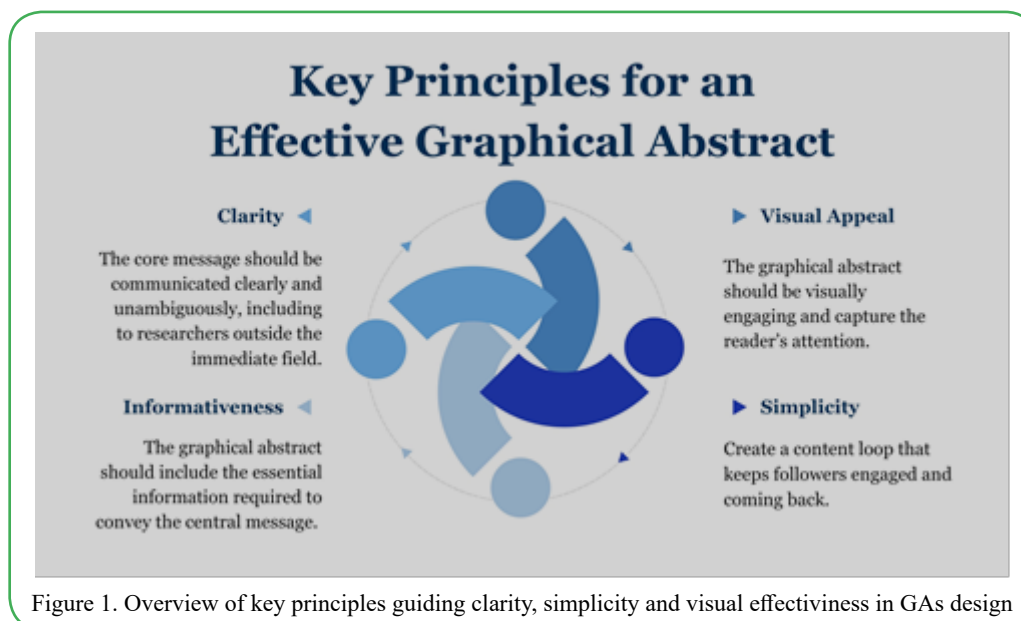 Key Principles for an
Effective Graphical Abstract
Clarity
The core message should be
communicated clearly and
unambiguously, including
to researchers outside the
immediate field.
Informativeness
The graphical abstract
should include the essential
information required to
convey the central message.
Visual Appeal
The graphical abstract
should be visually
engaging and capture the
reader's attention.
Simplicity
Create a content loop that
keeps followers engaged and
coming back.
Figure 1. Overview of key principles guiding clarity, simplicity and visual effectiviness in GAs design